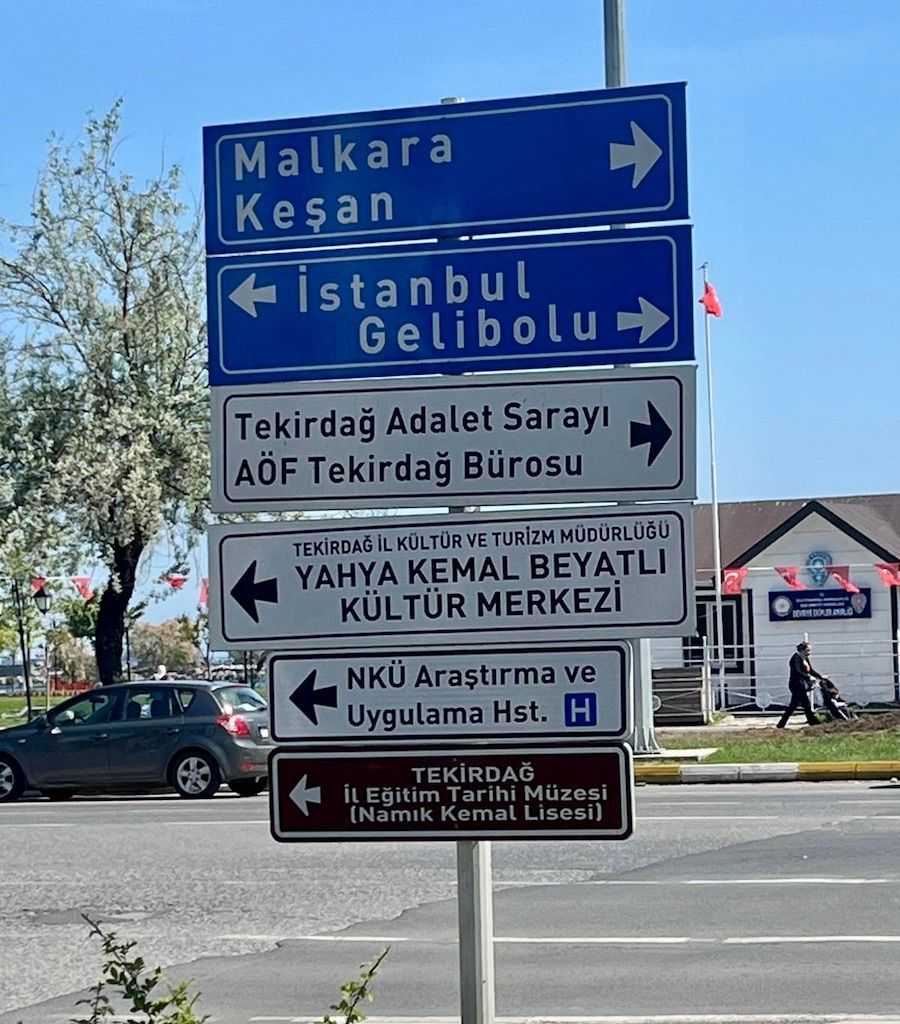 Malkara
Keşan
İstanbul
Gelibolu
Tekirdağ Adalet Sarayı
AÖF Tekirdağ Bürosu
TEKİRDAĞ İL KÜLTÜR VE TURİZM MÜDÜRLÜĞÜ
YAHYA KEMAL BEYATLI
KÜLTÜR MERKEZİ
NKÜ Araştırma ve
Uygulama Hst. H
TEKİRDAĞ
İl Eğitim Tarihi Müzesi
(Namık Kemal Lisesi)